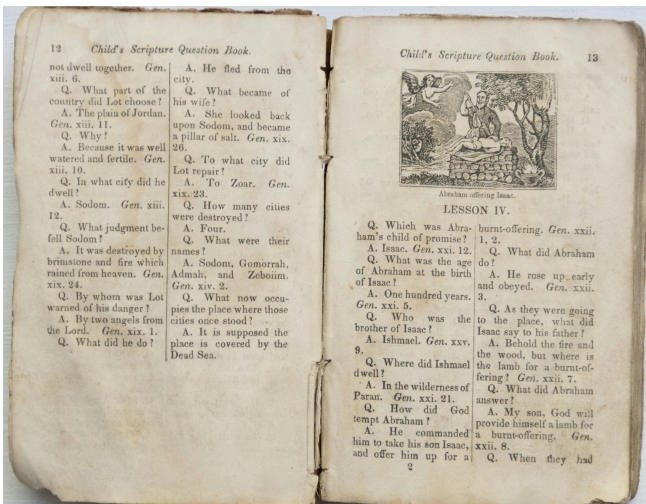 12 Child's Scripture Question Book.
not dwell together. Gen.
xiii. 6.
Q. What part of the
country did Lot choose?
A. The plain of Jordan.
Gen. xiii. 11.
Q. Why?
A. Because it was well
watered and fertile. Gen.
xiii. 10.
Q. In what city did he
dwell?
A. Sodom. Gen. xiii.
12.
Q. What judgment be-
fell Sodom?
A. It was destroyed by
brimstone and fire which
rained from heaven. Gen.
xix. 24.
Q. By whom was Lot
warned of his danger?
A. By two angels from
the Lord. Gen. xix. 1.
Q. What did he do?
A. He fled from the
city.
Q. What became of
his wife?
A. She looked back
upon Sodom, and became
a pillar of salt. Gen. xix.
26.
Q. To what city did
Lot repair?
A. To Zoar. Gen.
xix. 23.
Q. How many cities
were destroyed?
A. Four.
Q. What were their
names?
A. Sodom, Gomorrah,
Admah, and Zeboiim.
Gen. xiv. 2.
Q. What now occu-
pies the place where those
cities once stood?
A. It is supposed the
place is covered by the
Dead Sea.
Child's Scripture Question Book. 13
Abraham offering Isaac.
LESSON IV.
Q. Which was Abra-
ham's child of promise?
A. Isaac. Gen. xxi. 12.
Q. What was the age
of Abraham at the birth
of Isaac?
A. One hundred years.
Gen. xxi. 5.
Q. Who was the
brother of Isaac?
A. Ishmael. Gen. xxv.
9.
Q. Where did Ishmael
dwell?
A. In the wilderness of
Paran. Gen. xxi. 21.
Q. How did God
tempt Abraham?
A. He commanded
him to take his son Isaac,
and offer him up for a
2
burnt-offering. Gen. xxii.
1, 2.
Q. What did Abraham
do?
A. He rose up early
and obeyed. Gen. xxii.
3.
Q. As they were going
to the place, what did
Isaac say to his father?
A. Behold the fire and
the wood, but where is
the lamb for a burnt-of-
fering? Gen. xxii. 7.
Q. What did Abraham
answer?
A. My son, God will
provide himself a lamb for
a burnt-offering. Gen.
xxii. 8.
Q. When they had